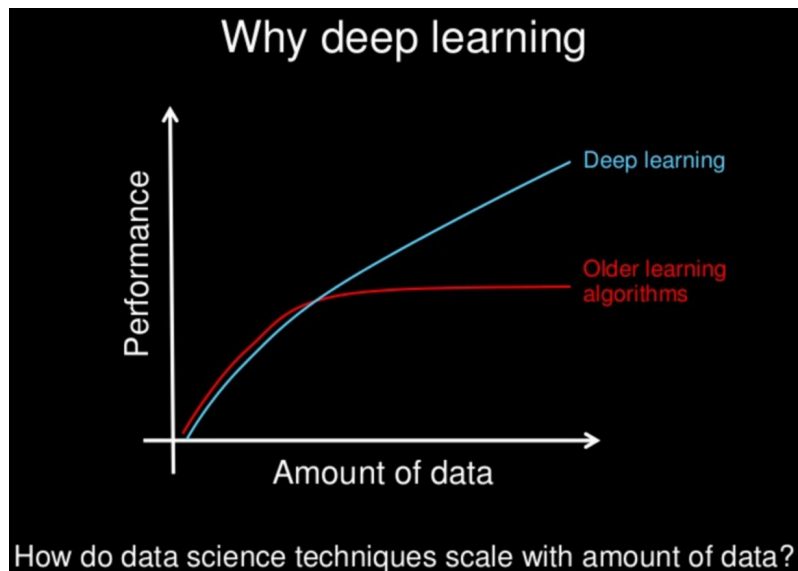 Why deep learning
Performance
Deep learning
Older learning
algorithms
Amount of data
How do data science techniques scale with amount of data?